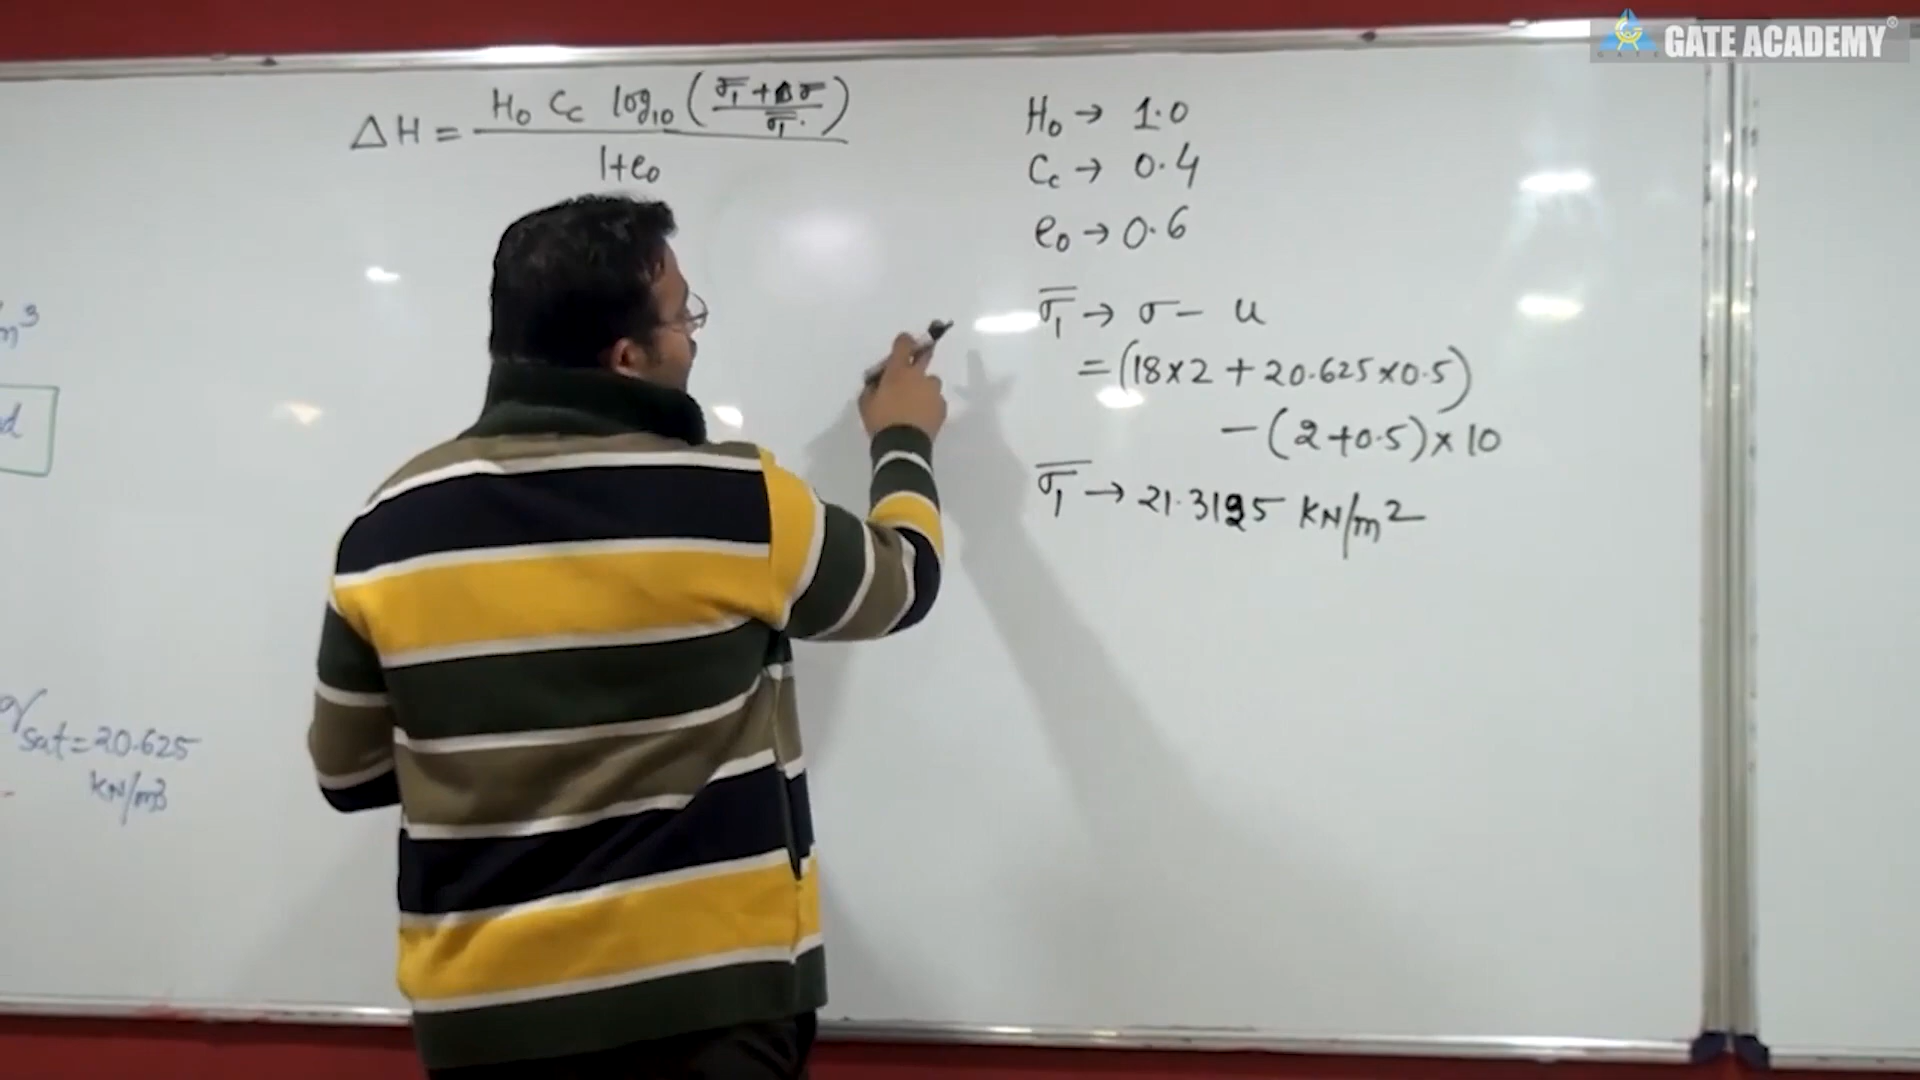 GATE ACADEMY®
ΔH = H₀ Cc log₁₀ (σ̄₁ + Δσ / σ̄₁) / 1+e₀
H₀ → 1.0
Cc → 0.4
e₀ → 0.6
σ̄₁ → σ – u
= (18×2 + 20.625×0.5)
– (2+0.5)×10
σ̄₁ → 21.3125 KN/m²
/m³
d
γsat = 20.625
KN/m³